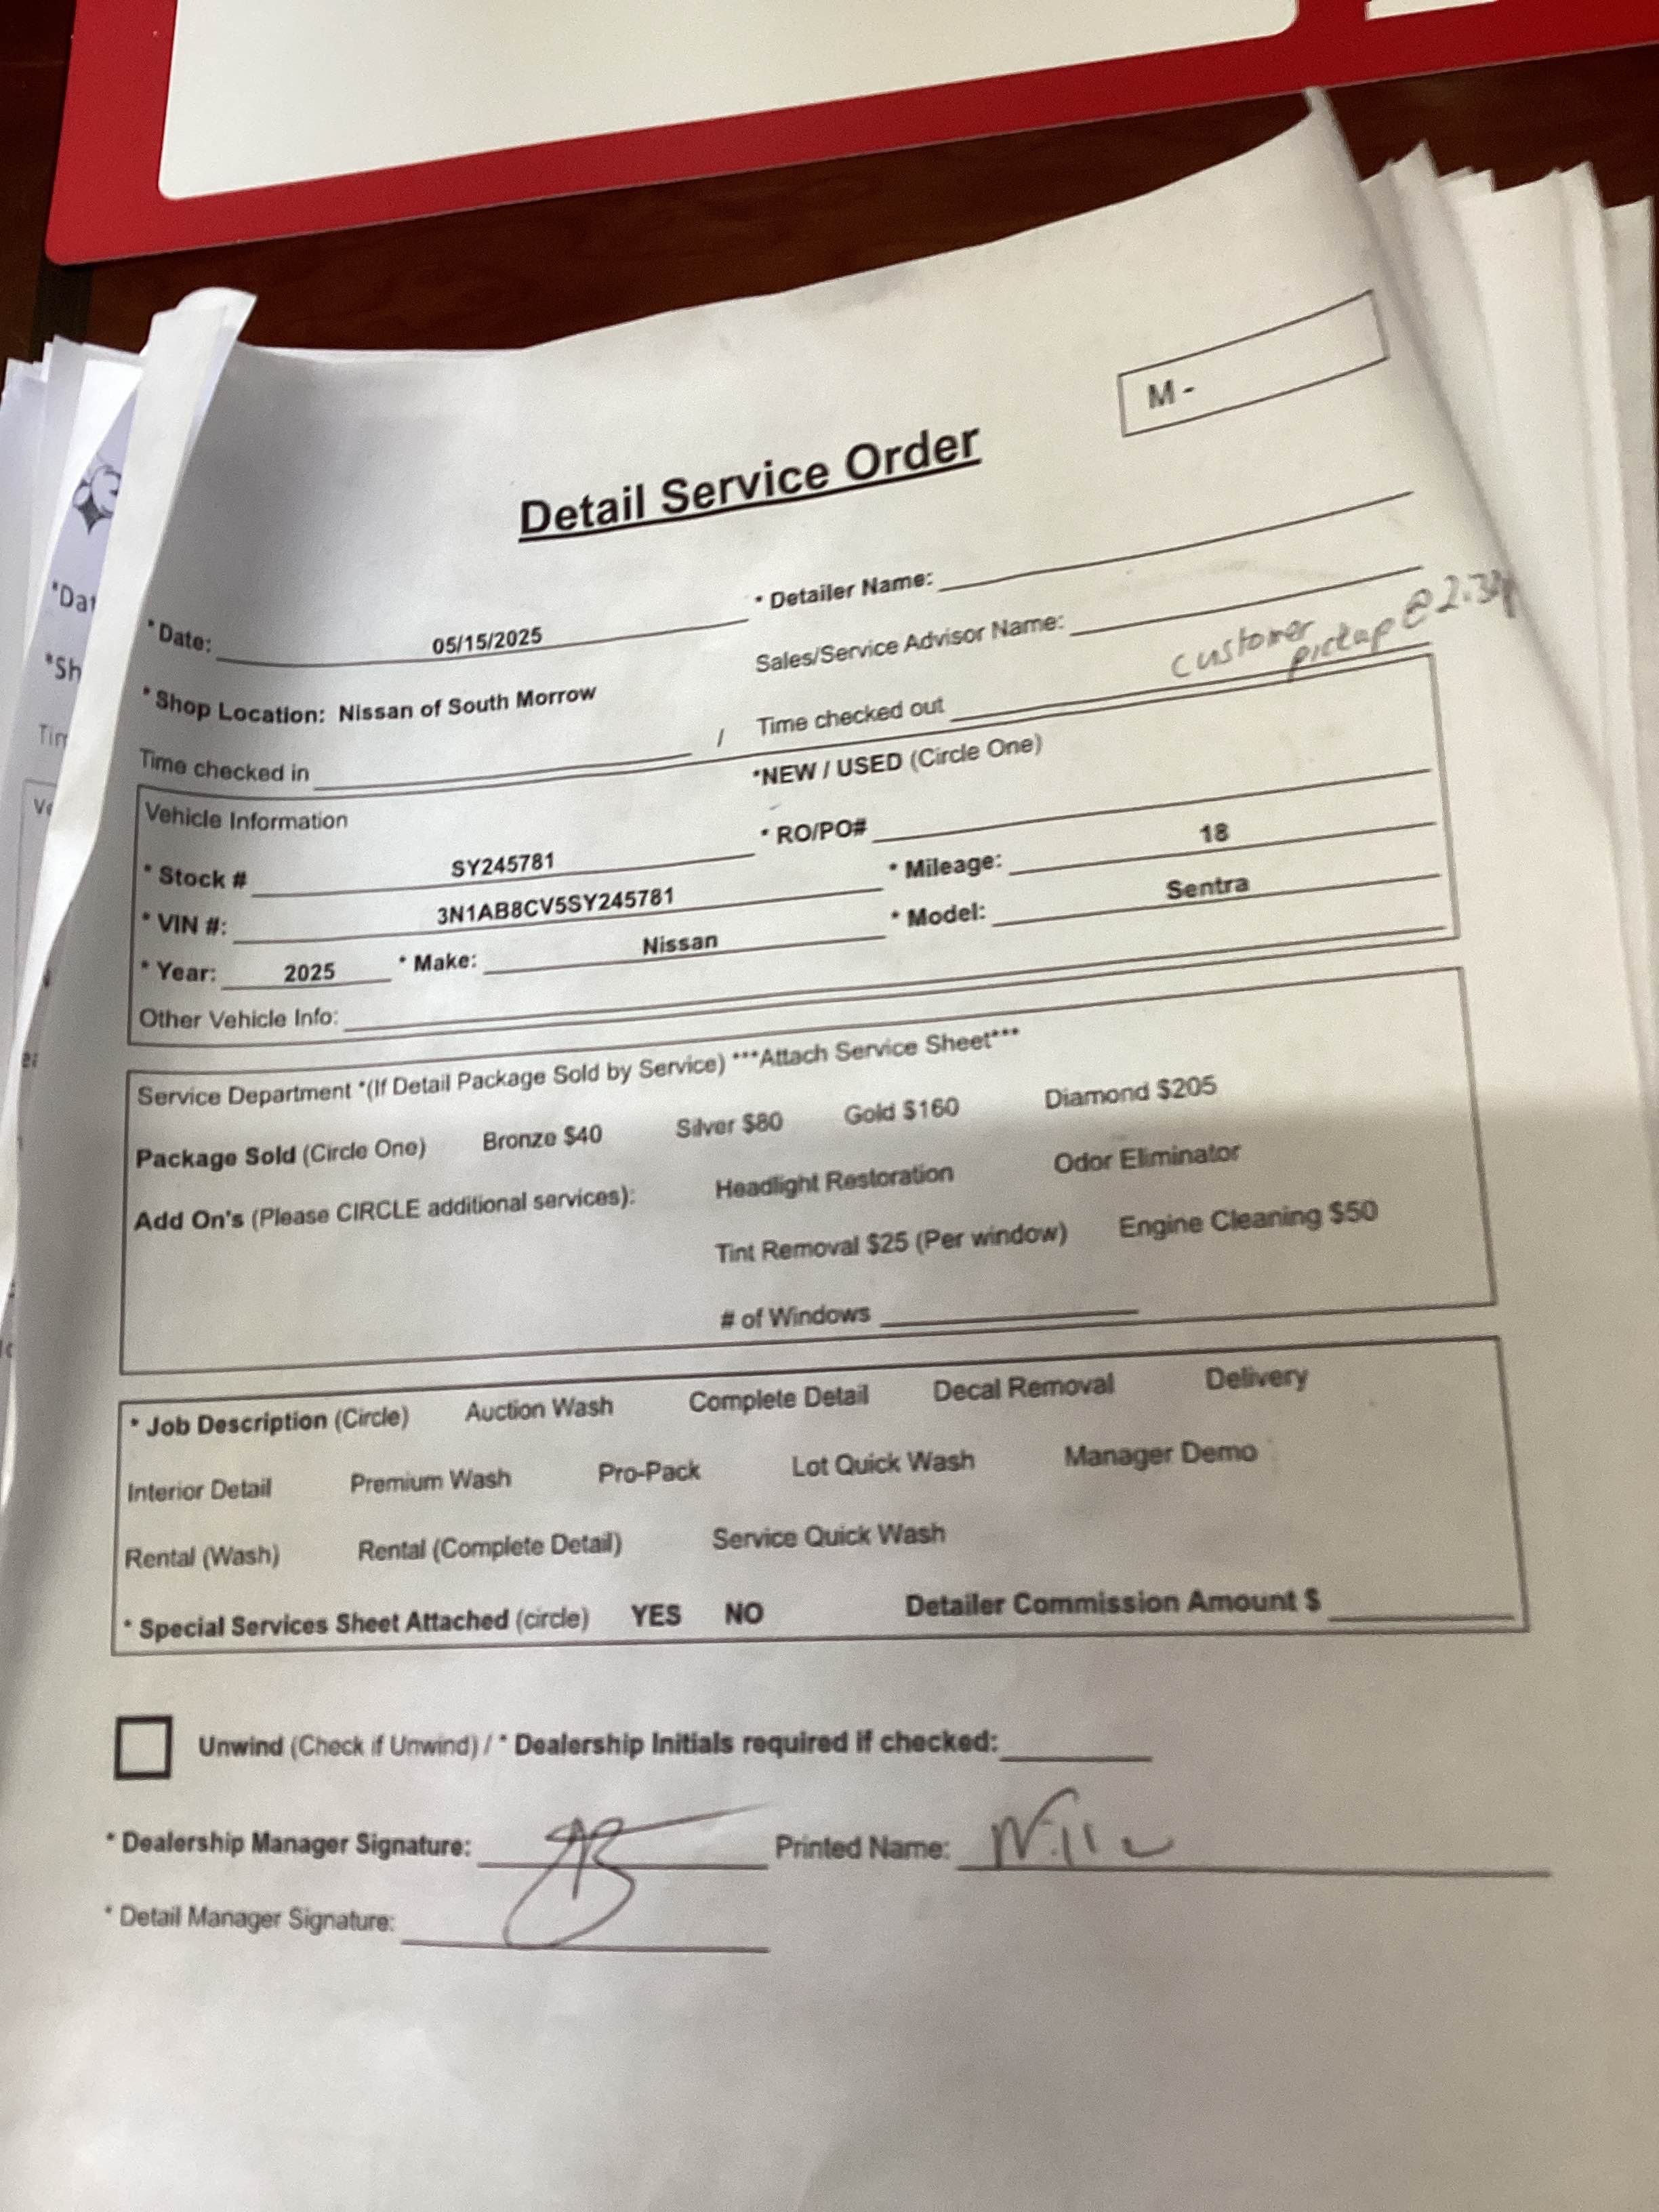 M -
Detail Service Order
* Date: 05/15/2025 * Detailer Name:
* Shop Location: Nissan of South Morrow Sales/Service Advisor Name:
customer
pickup @ 2:30p
Time checked in / Time checked out
Vehicle Information *NEW / USED (Circle One)
* Stock # SY245781 * RO/PO#
* VIN #: 3N1AB8CV5SY245781 * Mileage: 18
* Year: 2025 * Make: Nissan * Model: Sentra
Other Vehicle Info:
Service Department *(If Detail Package Sold by Service) ***Attach Service Sheet***
Package Sold (Circle One) Bronze $40 Silver $80 Gold $160 Diamond $205
Add On's (Please CIRCLE additional services): Headlight Restoration Odor Eliminator
Tint Removal $25 (Per window) Engine Cleaning $50
# of Windows
* Job Description (Circle) Auction Wash Complete Detail Decal Removal Delivery
Interior Detail Premium Wash Pro-Pack Lot Quick Wash Manager Demo
Rental (Wash) Rental (Complete Detail) Service Quick Wash
* Special Services Sheet Attached (circle) YES NO Detailer Commission Amount $
Unwind (Check if Unwind) / * Dealership Initials required if checked:
* Dealership Manager Signature: Printed Name:
* Detail Manager Signature: